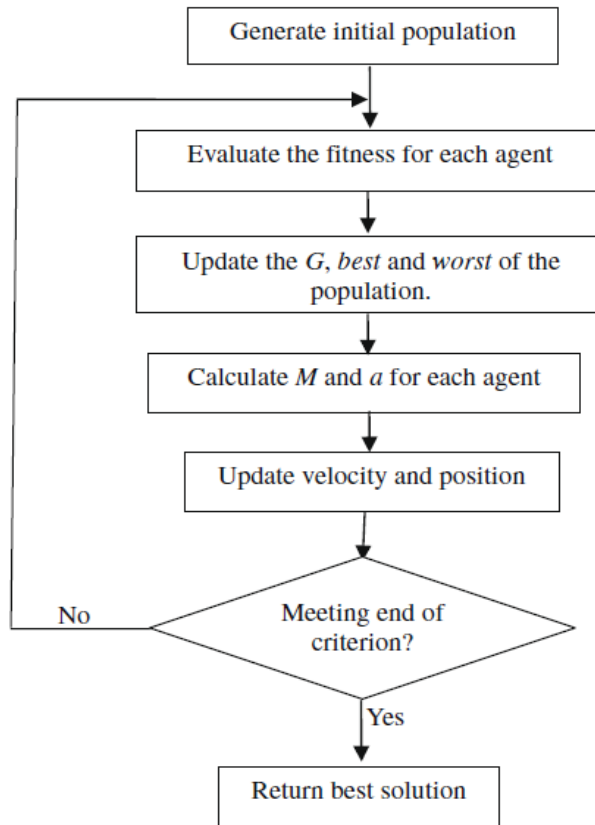 Generate initial population
Evaluate the fitness for each agent
Update the G, best and worst of the
population.
Calculate M and a for each agent
Update velocity and position
No
Meeting end of
criterion?
Yes
Return best solution